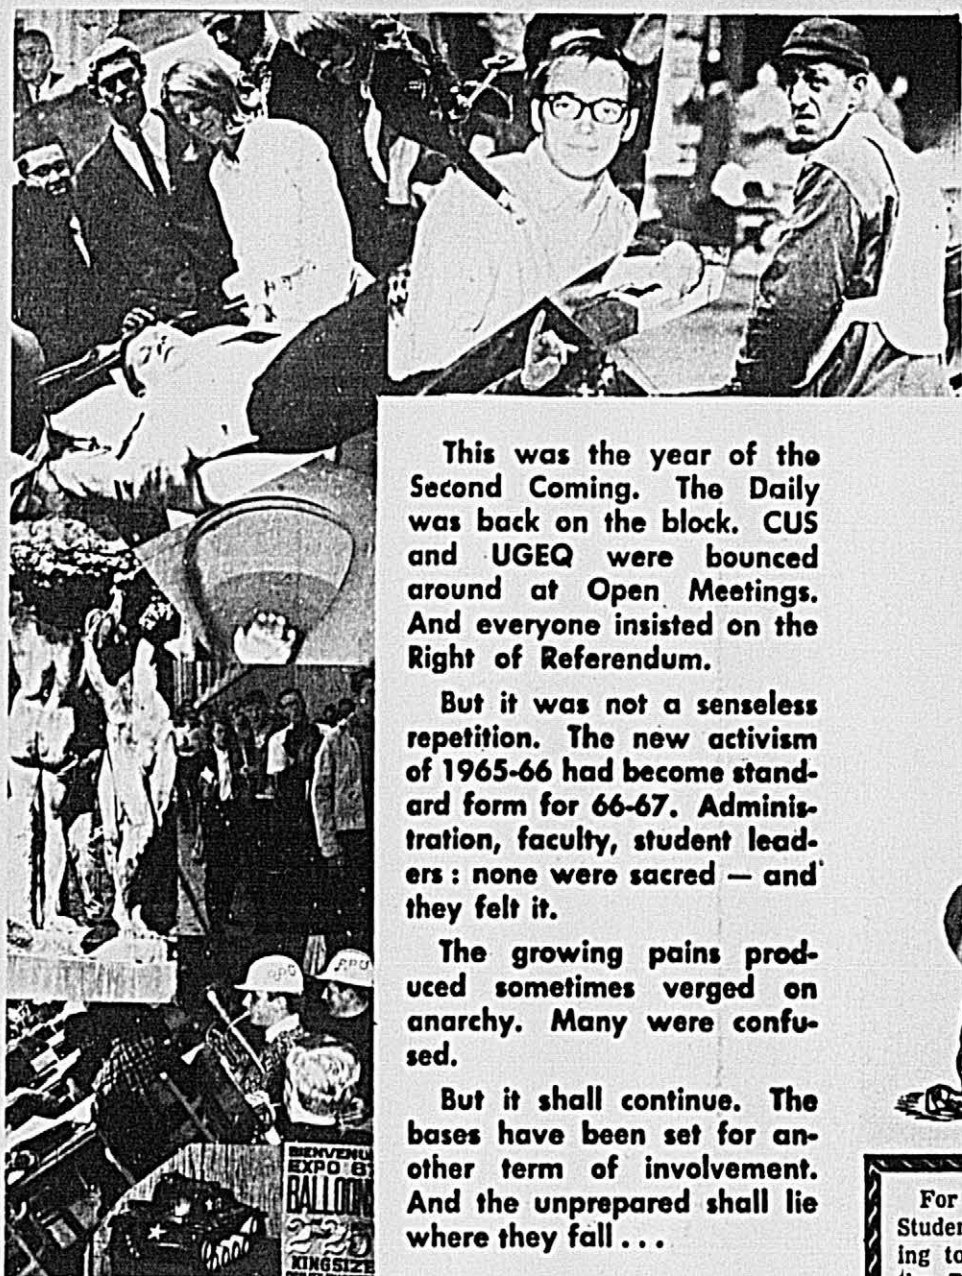 This was the year of the
Second Coming. The Daily
was back on the block. CUS
and UGEQ were bounced
around at Open Meetings.
And everyone insisted on the
Right of Referendum.
But it was not a senseless
repetition. The new activism
of 1965-66 had become stand-
ard form for 66-67. Adminis-
tration, faculty, student lead-
ers : none were sacred — and
they felt it.
The growing pains prod-
uced sometimes verged on
anarchy. Many were confu-
sed.
But it shall continue. The
bases have been set for an-
other term of involvement.
And the unprepared shall lie
where they fall . . .
BIENVENU
EXPO 67
BALLOON
2-25
KINGSIZE
For
Studen
ing to